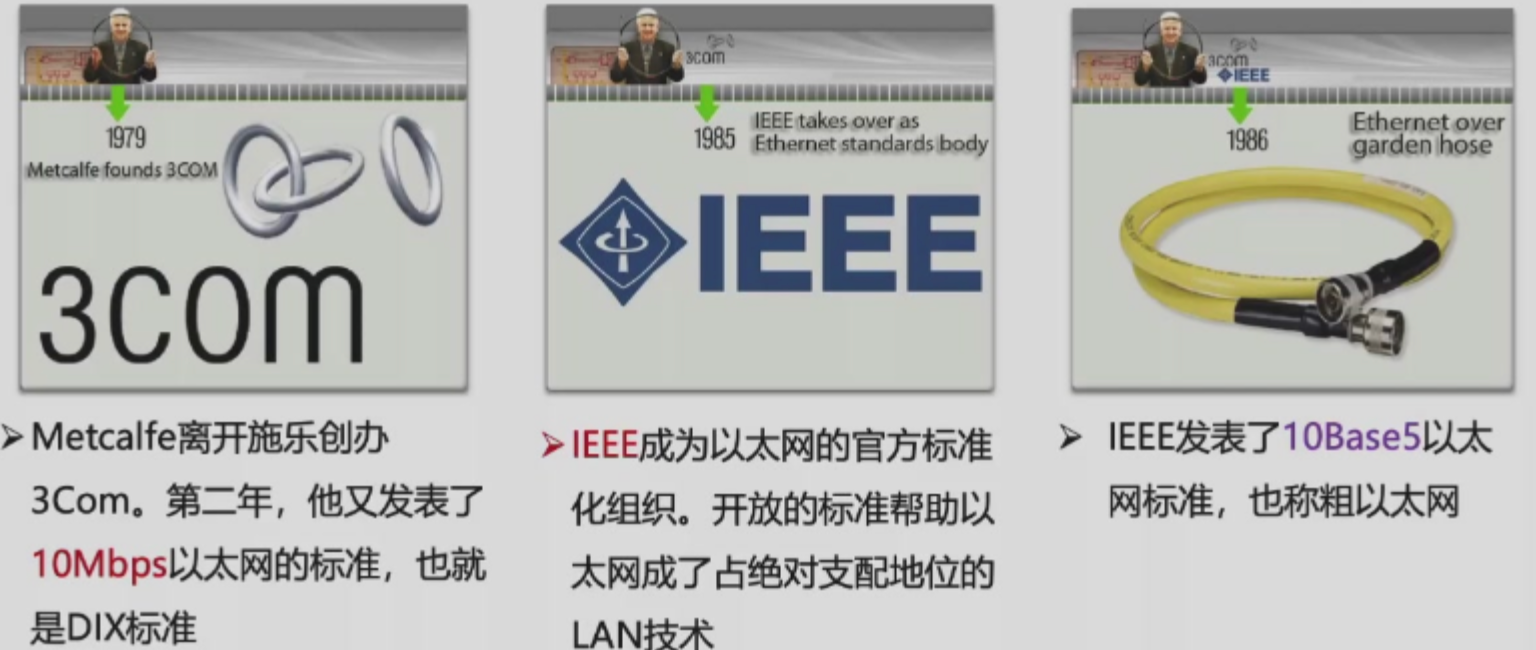 1979
Metcalfe founds 3COM
3COM
Metcalfe离开施乐创办
3Com。第二年，他又发表了
10Mbps以太网的标准，也就
是DIX标准
3COM
1985
IEEE takes over as
Ethernet standards body
IEEE
IEEE成为以太网的官方标准
化组织。开放的标准帮助以
太网成了占绝对支配地位的
LAN技术
3COM
IEEE
1986
Ethernet over
garden hose
IEEE发表了10Base5以太
网标准，也称粗以太网